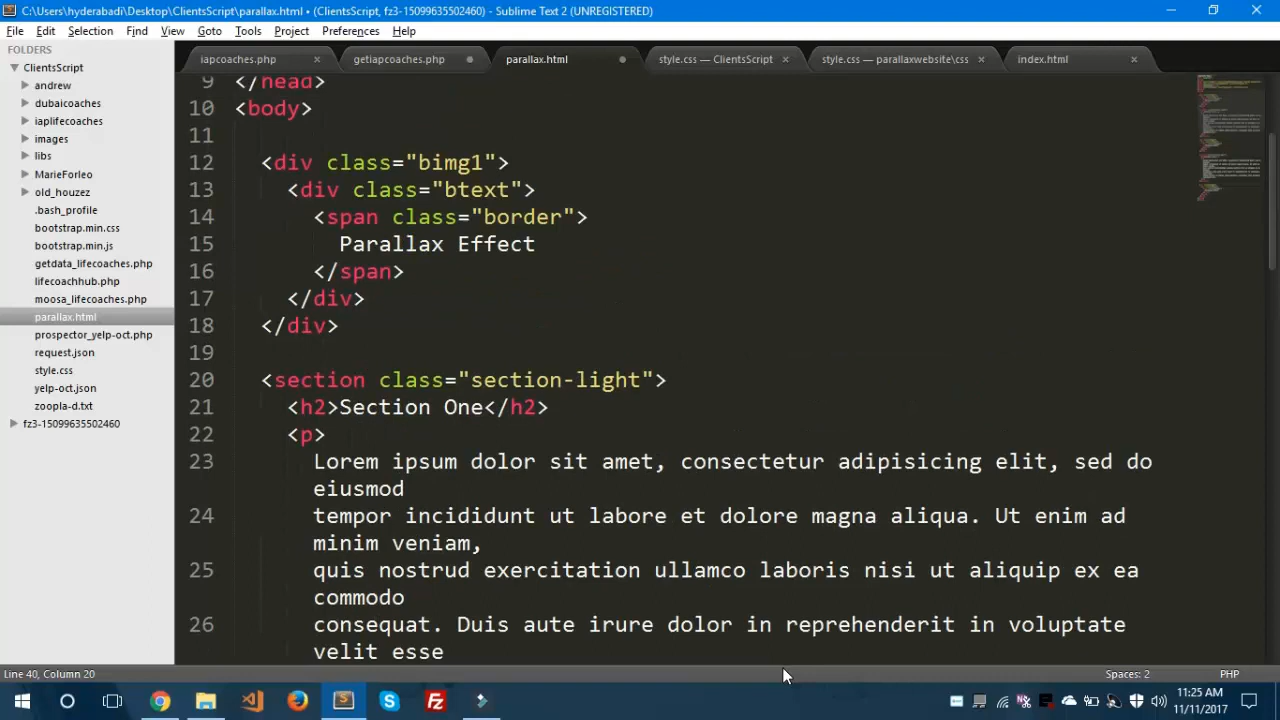 C:\Users\hyderabadi\Desktop\ClientsScript\parallax.html • (ClientsScript, fz3-15099635502460) - Sublime Text 2 (UNREGISTERED)
File Edit Selection Find View Goto Tools Project Preferences Help
FOLDERS
ClientsScript
andrew
dubaicoaches
iaplifecoaches
images
libs
MarieForleo
old_houzez
.bash_profile
bootstrap.min.css
bootstrap.min.js
getdata_lifecoaches.php
lifecoachhub.php
moosa_lifecoaches.php
parallax.html
prospector_yelp-oct.php
request.json
style.css
yelp-oct.json
zoopla-d.txt
fz3-15099635502460
iapcoaches.php getiapcoaches.php parallax.html style.css — ClientsScript style.css — parallaxwebsite\css index.html
9 </head>
10 <body>
11
12 <div class="bimg1">
13 <div class="btext">
14 <span class="border">
15 Parallax Effect
16 </span>
17 </div>
18 </div>
19
20 <section class="section-light">
21 <h2>Section One</h2>
22 <p>
23 Lorem ipsum dolor sit amet, consectetur adipisicing elit, sed do
eiusmod
24 tempor incididunt ut labore et dolore magna aliqua. Ut enim ad
minim veniam,
25 quis nostrud exercitation ullamco laboris nisi ut aliquip ex ea
commodo
26 consequat. Duis aute irure dolor in reprehenderit in voluptate
velit esse
Line 40, Column 20 Spaces: 2 PHP
11:25 AM
11/11/2017